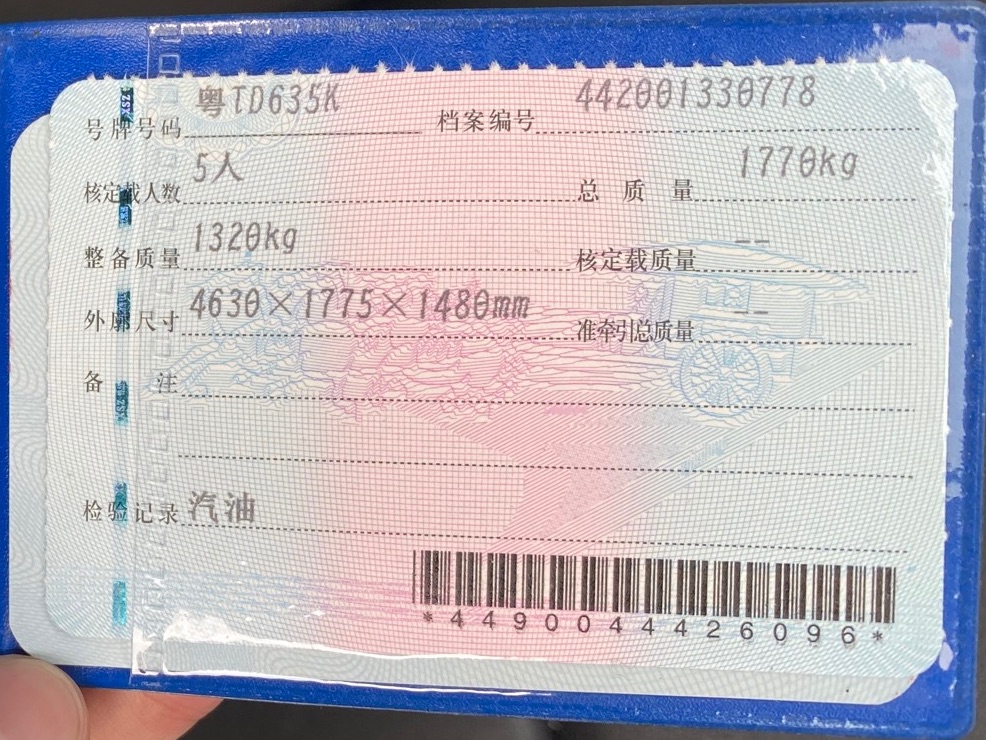 号牌号码 粤TD635K 档案编号 442001330778
核定载人数 5人 总质量 1770kg
整备质量 1320kg 核定载质量 --
外廓尺寸 4630×1775×1480mm 准牵引总质量 --
备注
检验记录 汽油
*4490044426096*